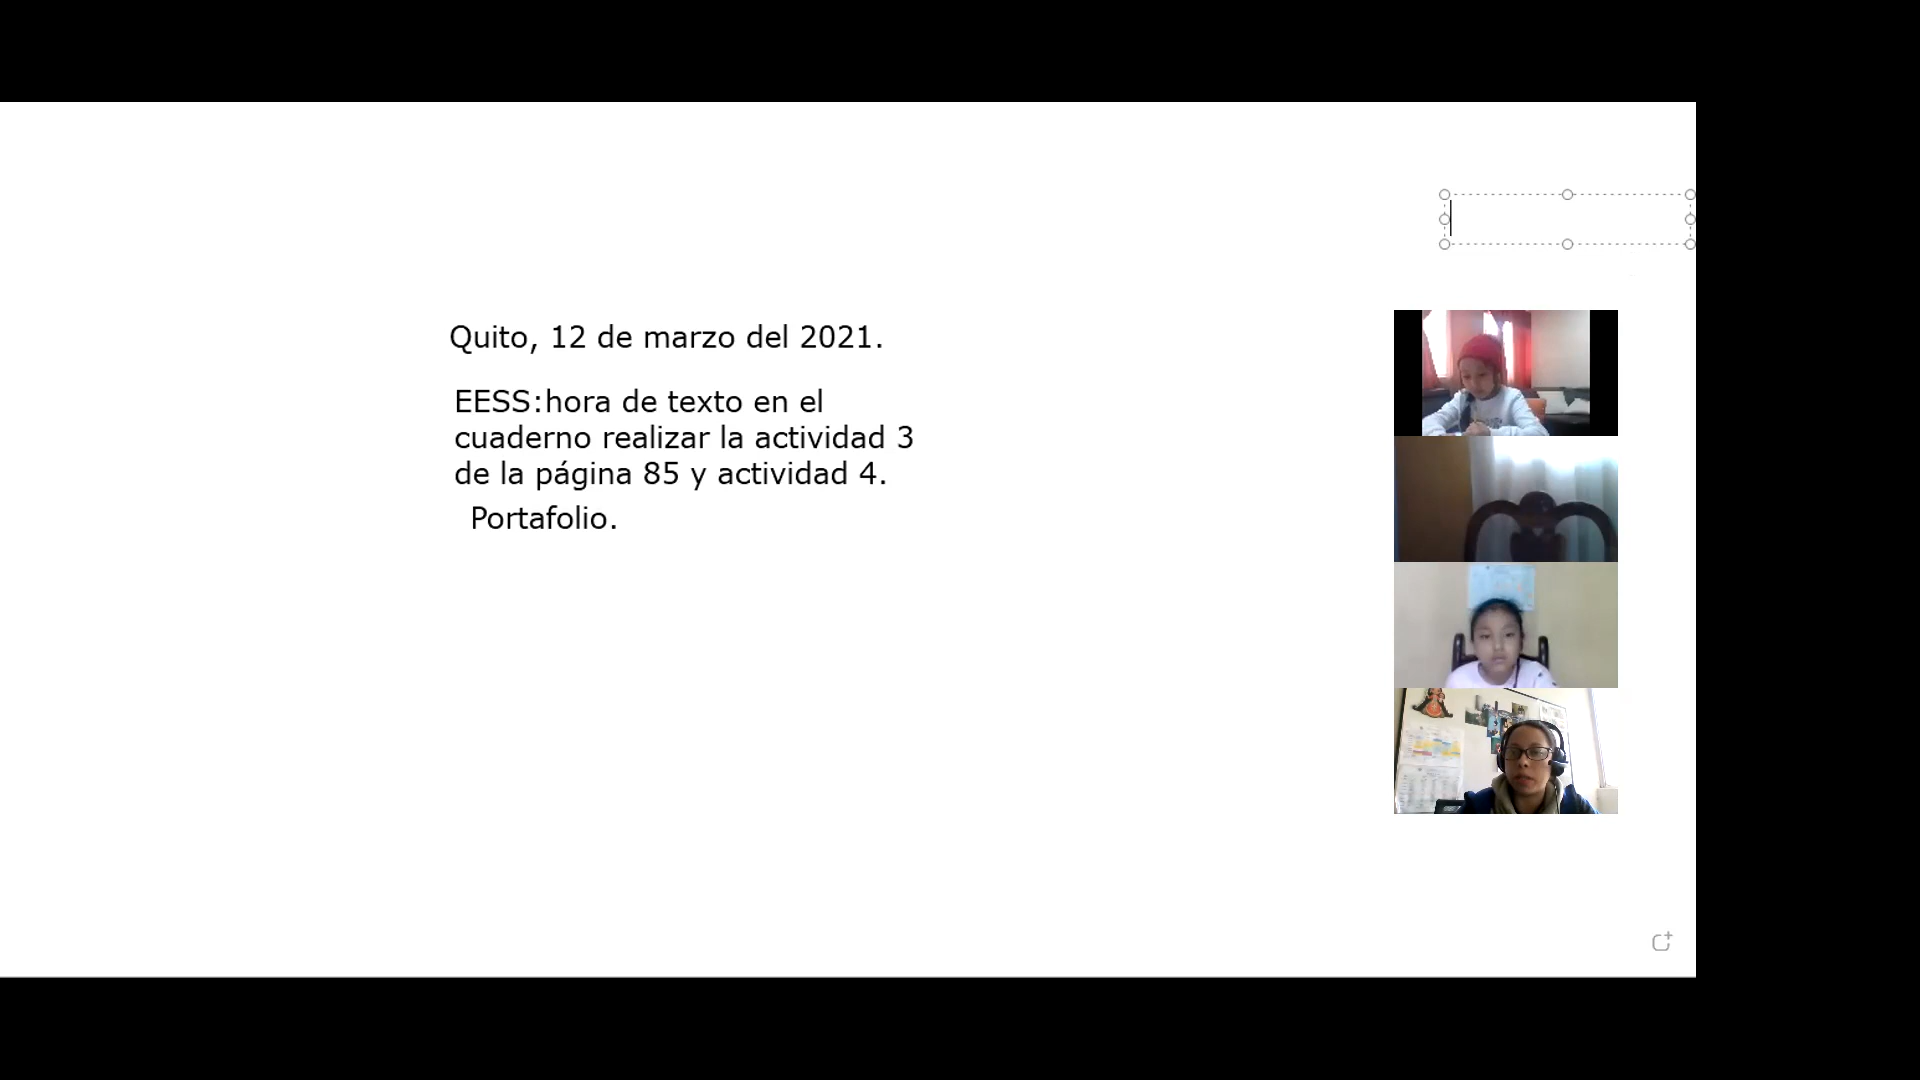 Quito, 12 de marzo del 2021.
EESS:hora de texto en el
cuaderno realizar la actividad 3
de la página 85 y actividad 4.
Portafolio.